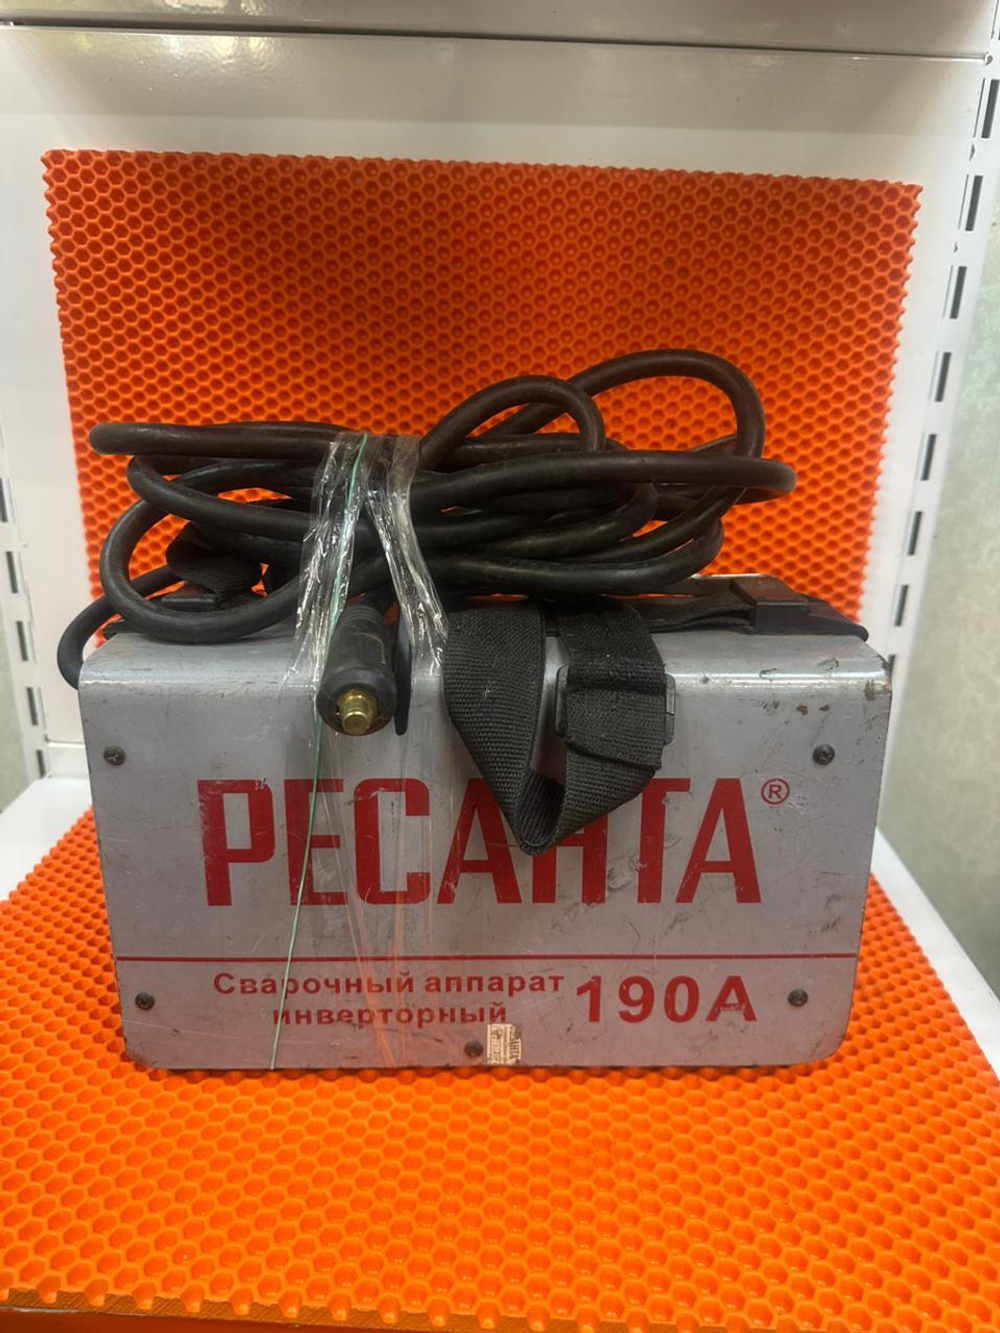 РЕСАНТА®
Сварочный аппарат
инверторный
190А